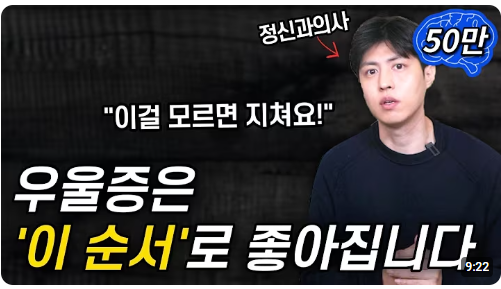 정신과의사
50만
"이걸 모르면 지쳐요!"
우울증은
'이 순서'로 좋아집니다
9:22